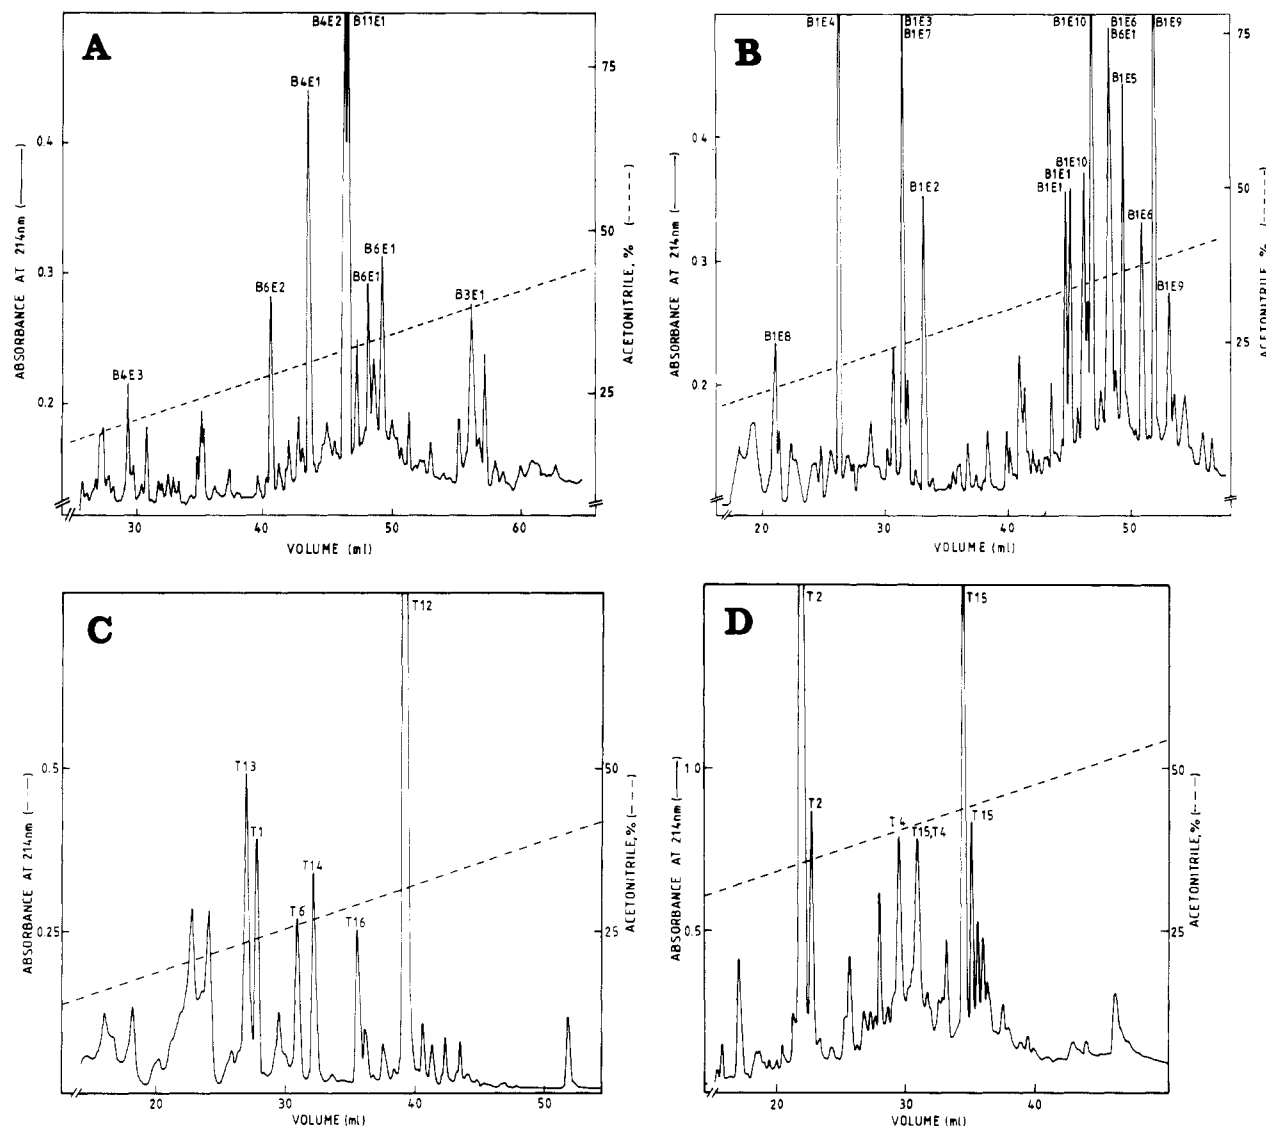 A
B4E2 B11E1
B4E1
B6E2
B6E1
B6E1
B3E1
B4E3
0.4
0.3
0.2
75
50
25
30 40 50 60
VOLUME (ml)
ABSORBANCE AT 214nm (———)
ACETONITRILE, % (-----)
B
B1E4
B1E3
B1E7
B1E10
B1E6
B6E1
B1E9
B1E5
B1E10
B1E1
B1E1
B1E2
B1E6
B1E9
B1E8
0.4
0.3
0.2
75
50
25
20 30 40 50
VOLUME (ml)
ABSORBANCE AT 214nm (———)
ACETONITRILE, % (-----)
C
T12
T13
T1
T14
T6
T16
0.5
0.25
50
25
20 30 40 50
VOLUME (ml)
ABSORBANCE AT 214nm (— —)
ACETONITRILE,% (---)
D
T2
T15
T2
T4
T15,T4
T15
1.0
0.5
50
25
20 30 40
VOLUME (ml)
ABSORBANCE AT 214nm (———)
ACETONITRILE,% (---)